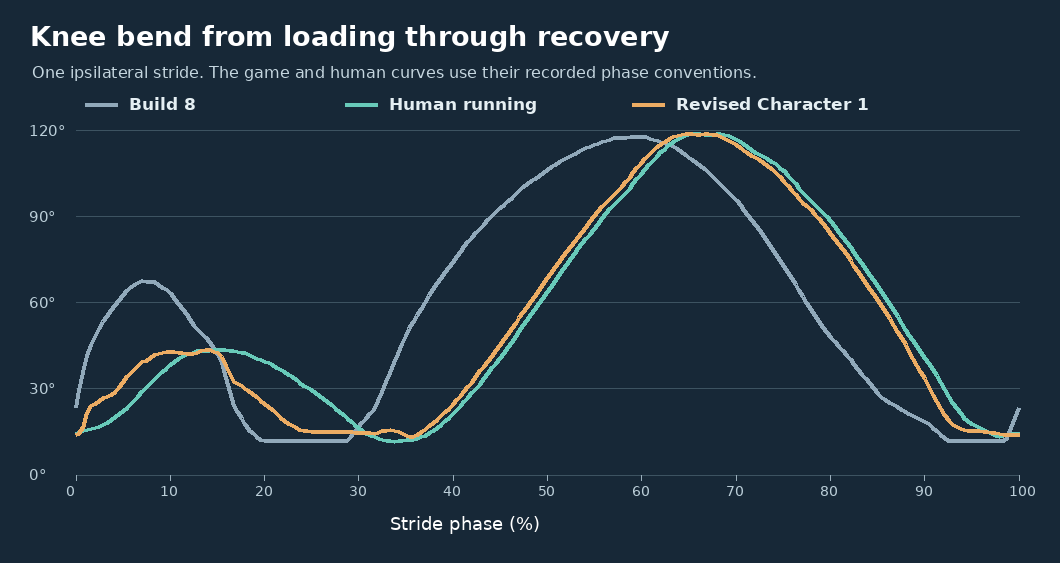 Knee bend from loading through recovery
One ipsilateral stride. The game and human curves use their recorded phase conventions.
Build 8 Human running Revised Character 1
120°
90°
60°
30°
0°
0 10 20 30 40 50 60 70 80 90 100
Stride phase (%)